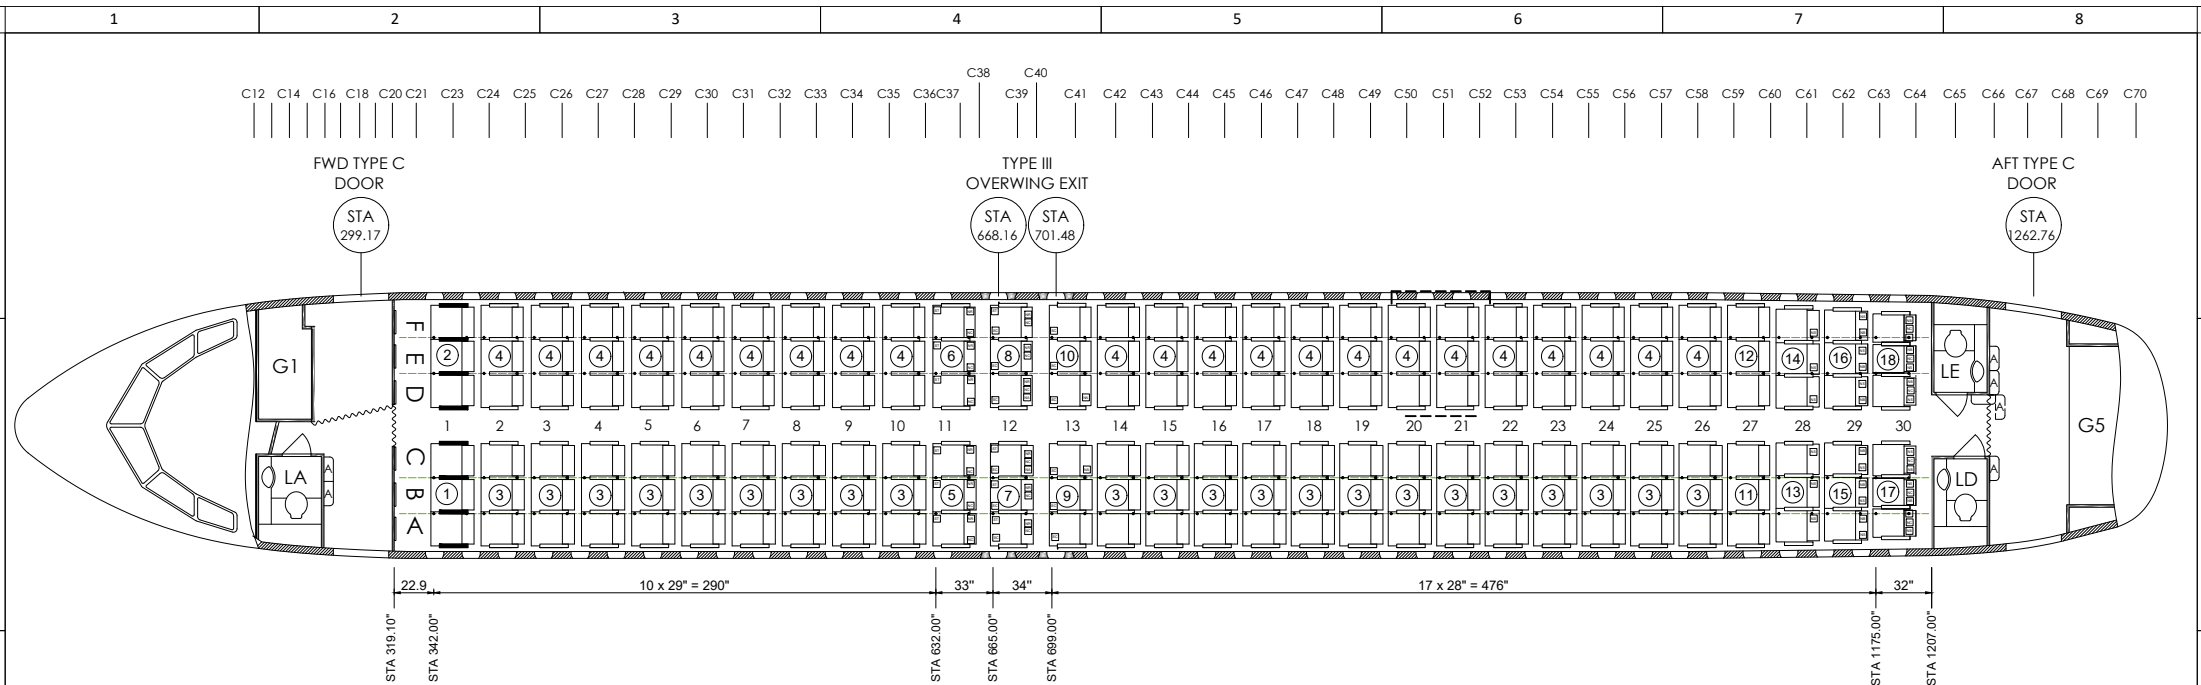 1 2 3 4 5 6 7 8
C38 C40
C12 C14 C16 C18 C20 C21 C23 C24 C25 C26 C27 C28 C29 C30 C31 C32 C33 C34 C35 C36 C37 C39 C41 C42 C43 C44 C45 C46 C47 C48 C49 C50 C51 C52 C53 C54 C55 C56 C57 C58 C59 C60 C61 C62 C63 C64 C65 C66 C67 C68 C69 C70
FWD TYPE C
DOOR
STA
299.17
TYPE III
OVERWING EXIT
STA
668.16
STA
701.48
AFT TYPE C
DOOR
STA
1262.76
F
E
D
G1
2 4 4 4 4 4 4 4 4 4 6 8 10 4 4 4 4 4 4 4 4 4 4 4 4 4 12 14 16 18
LE
A
A
A
1 2 3 4 5 6 7 8 9 10 11 12 13 14 15 16 17 18 19 20 21 22 23 24 25 26 27 28 29 30
G5
C
B
A
LA
A
A
1 3 3 3 3 3 3 3 3 3 5 7 9 3 3 3 3 3 3 3 3 3 3 3 3 3 11 13 15 17
LD
A
22.9 10 x 29" = 290" 33" 34" 17 x 28" = 476" 32"
STA 319.10"
STA 342.00"
STA 632.00"
STA 665.00"
STA 699.00"
STA 1175.00"
STA 1207.00"